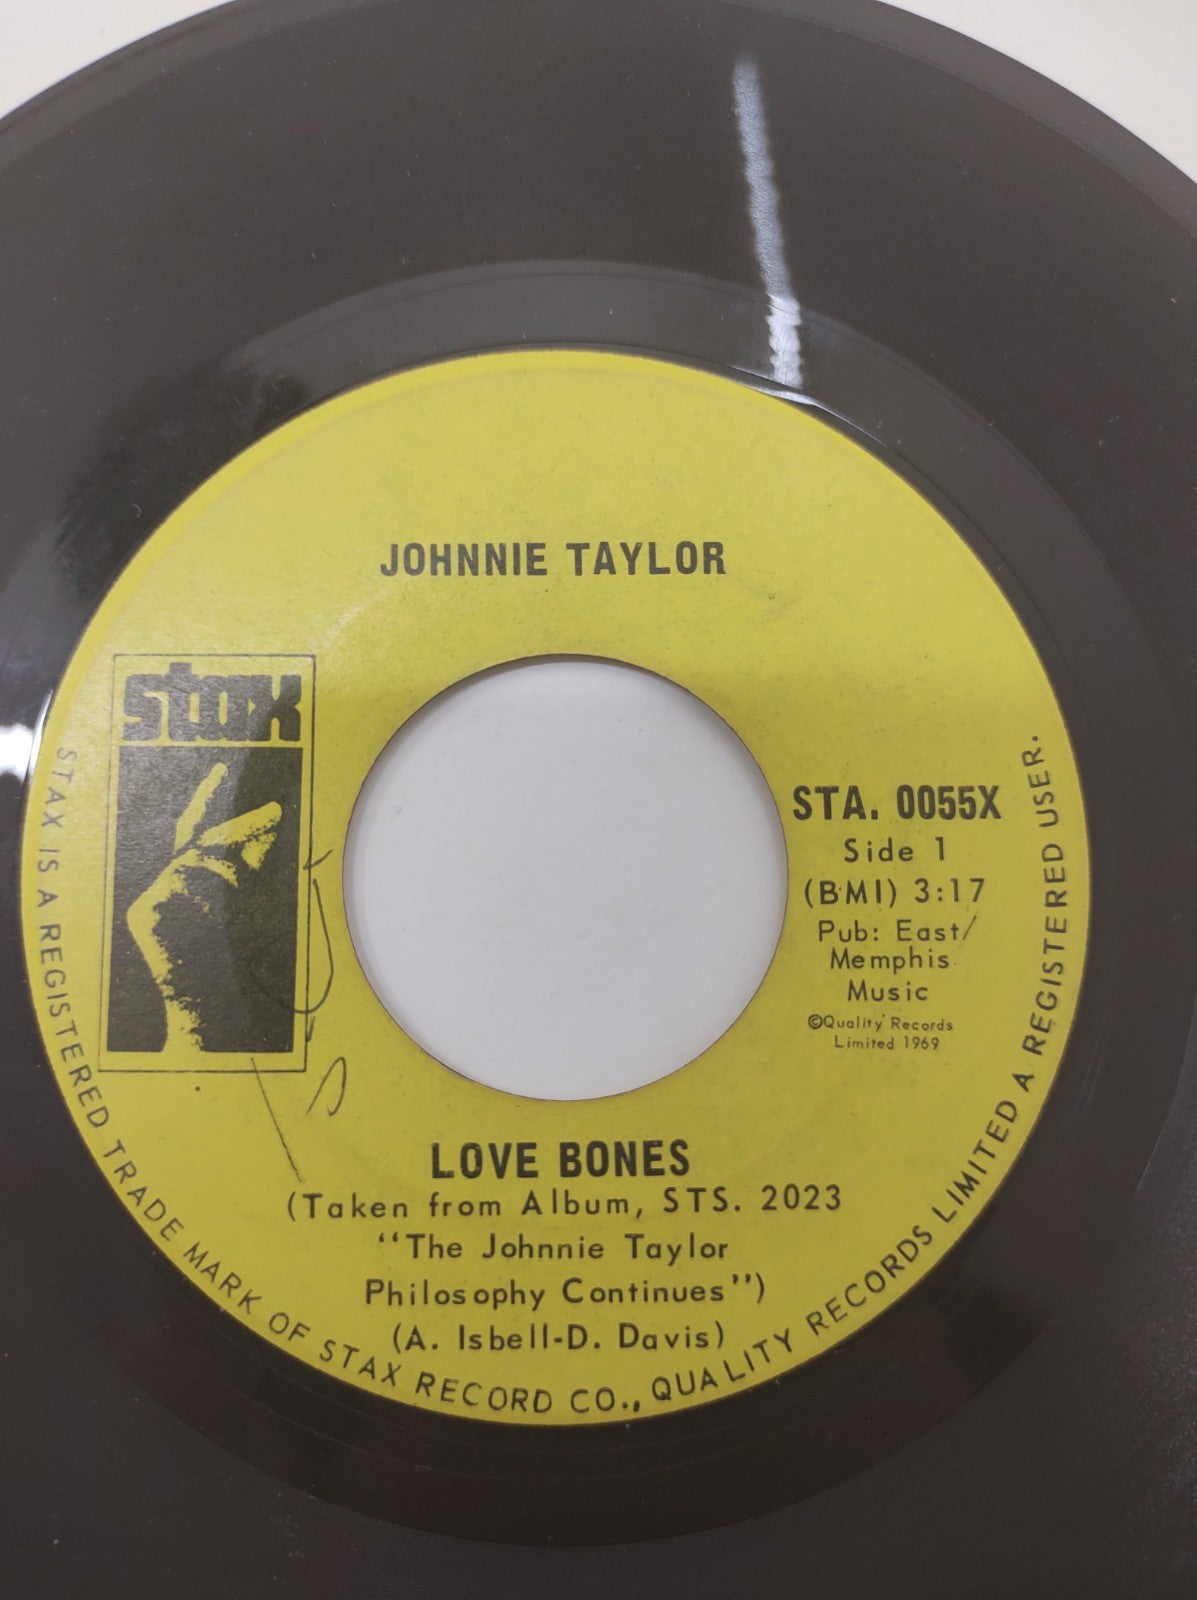 JOHNNIE TAYLOR
stax
STA. 0055X
Side 1
(BMI) 3:17
Pub: East/
Memphis
Music
©Quality Records
Limited 1969
LOVE BONES
(Taken from Album, STS. 2023
"The Johnnie Taylor
Philosophy Continues")
(A. Isbell-D. Davis)
STAX IS A REGISTERED TRADE MARK OF STAX RECORD CO., QUALITY RECORDS LIMITED A REGISTERED USER.